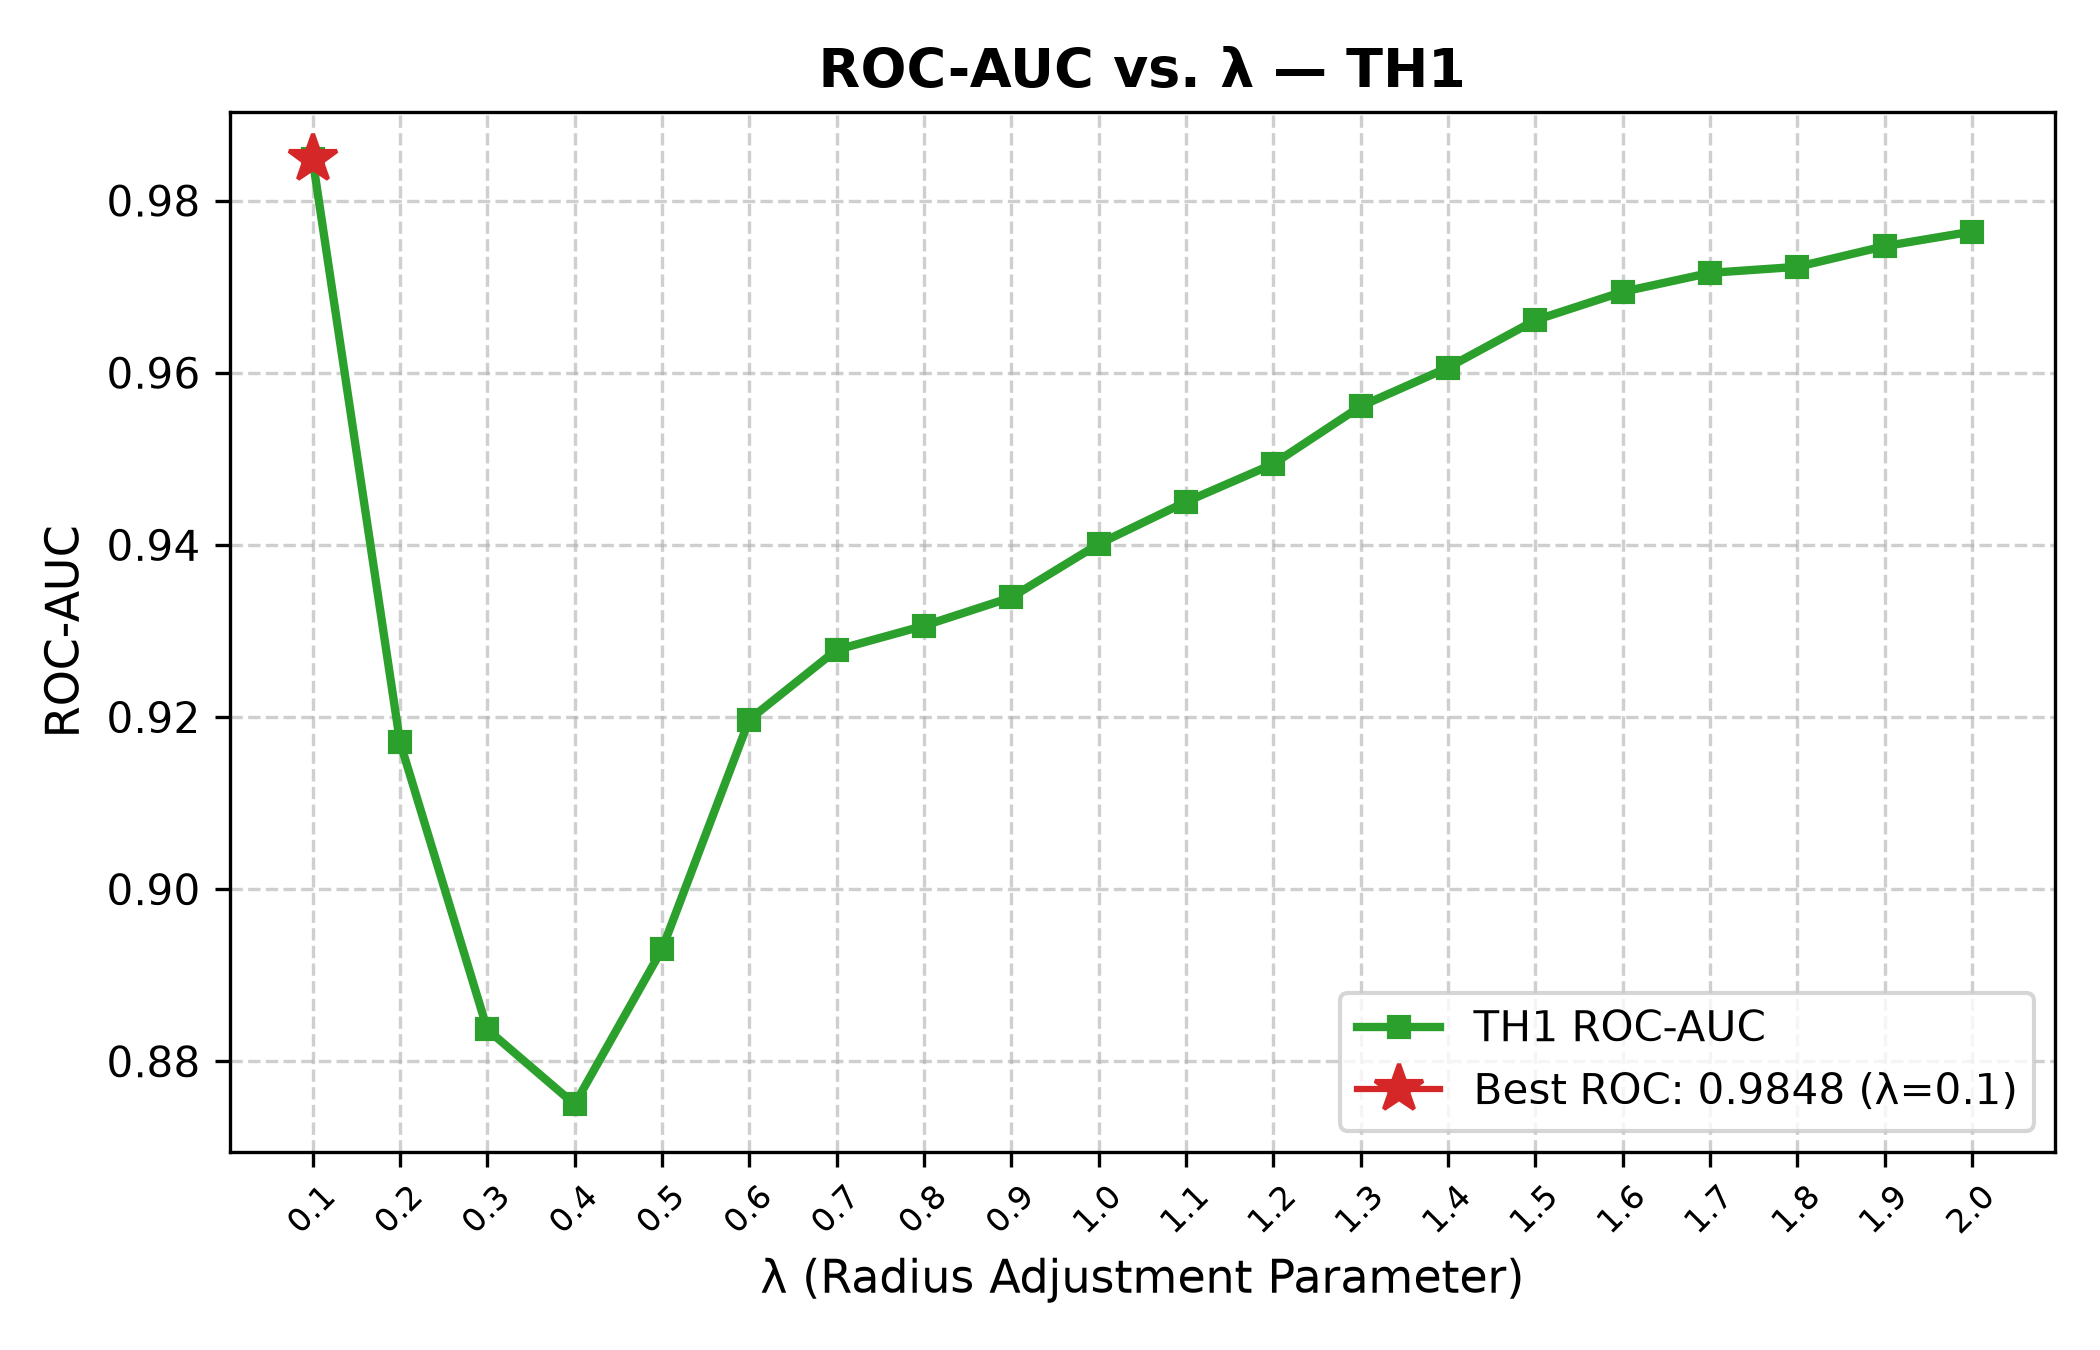 ROC-AUC vs. λ — TH1
ROC-AUC
0.98
0.96
0.94
0.92
0.90
0.88
TH1 ROC-AUC
Best ROC: 0.9848 (λ=0.1)
0.1 0.2 0.3 0.4 0.5 0.6 0.7 0.8 0.9 1.0 1.1 1.2 1.3 1.4 1.5 1.6 1.7 1.8 1.9 2.0
λ (Radius Adjustment Parameter)